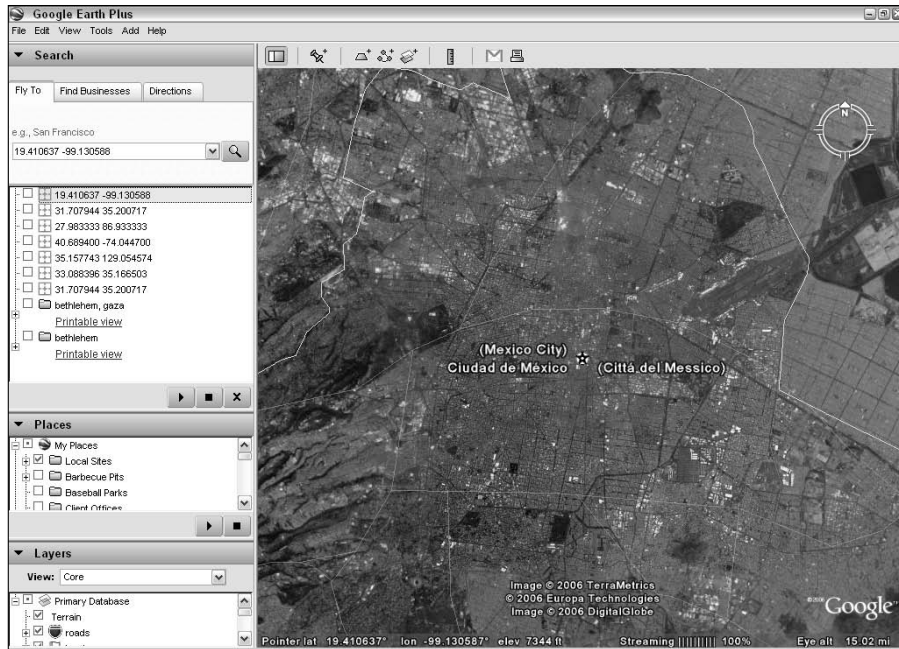 Google Earth Plus
File Edit View Tools Add Help
Search
Fly To Find Businesses Directions
e.g., San Francisco
19.410637 -99.130588
19.410637 -99.130588
31.707944 35.200717
27.983333 86.933333
40.689400 -74.044700
35.157743 129.054574
33.088396 35.166503
31.707944 35.200717
bethlehem, gaza
Printable view
bethlehem
Printable view
Places
My Places
Local Sites
Barbecue Pits
Baseball Parks
Client Offices
Layers
View: Core
Primary Database
Terrain
roads
N
(Mexico City)
Ciudad de México
(Città del Messico)
Image © 2006 TerraMetrics
Image © 2006 Europa Technologies
Image © 2006 DigitalGlobe
©2006 Google™
Pointer lat 19.410637° lon -99.130587° elev 7344 ft Streaming |||||||||| 100% Eye alt 15.02 mi